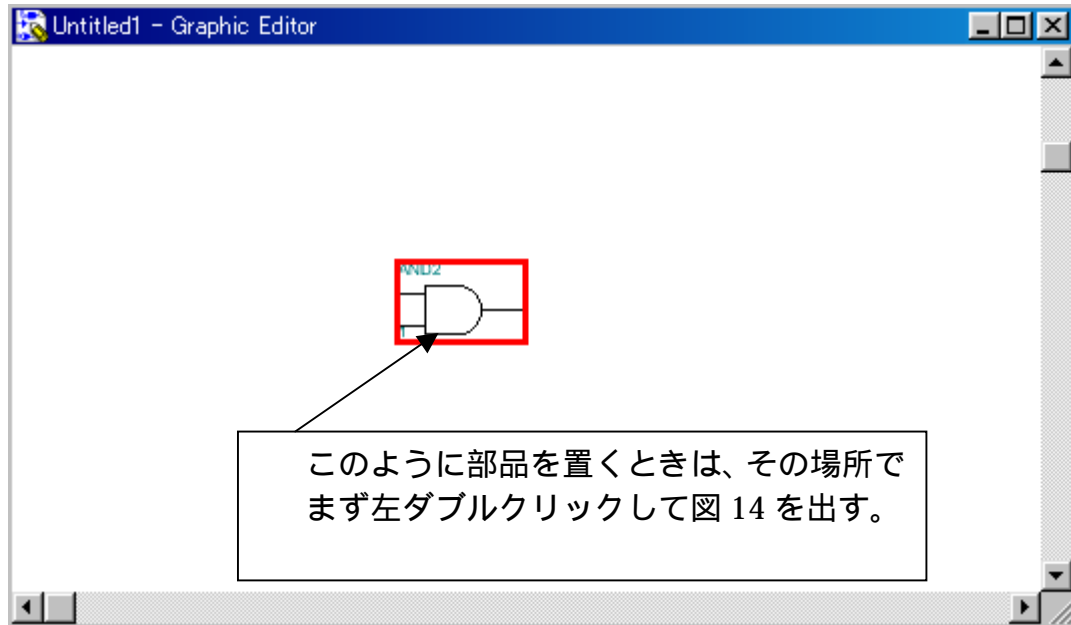 Untitled1 - Graphic Editor
AND2
1
このように部品を置くときは、その場所で
まず左ダブルクリックして図 14 を出す。